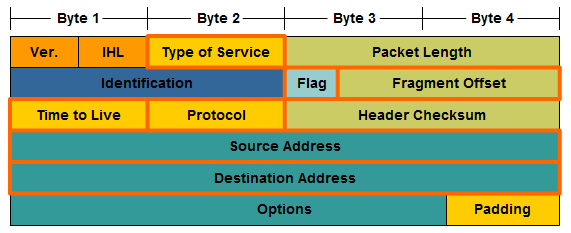 Byte 1 Byte 2 Byte 3 Byte 4
Ver. IHL Type of Service Packet Length
Identification Flag Fragment Offset
Time to Live Protocol Header Checksum
Source Address
Destination Address
Options Padding